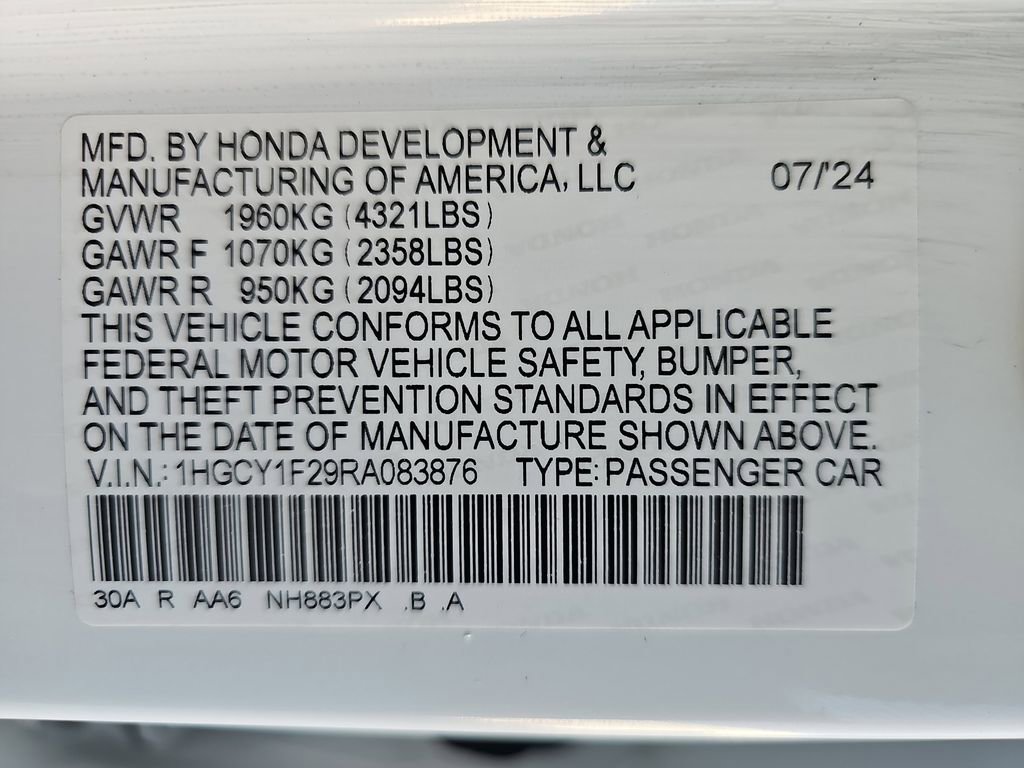 MFD. BY HONDA DEVELOPMENT &
MANUFACTURING OF AMERICA, LLC 07/'24
GVWR 1960KG (4321LBS)
GAWR F 1070KG (2358LBS)
GAWR R 950KG (2094LBS)
THIS VEHICLE CONFORMS TO ALL APPLICABLE
FEDERAL MOTOR VEHICLE SAFETY, BUMPER,
AND THEFT PREVENTION STANDARDS IN EFFECT
ON THE DATE OF MANUFACTURE SHOWN ABOVE.
V.I.N.: 1HGCY1F29RA083876 TYPE: PASSENGER CAR
30A R AA6 NH883PX .B .A